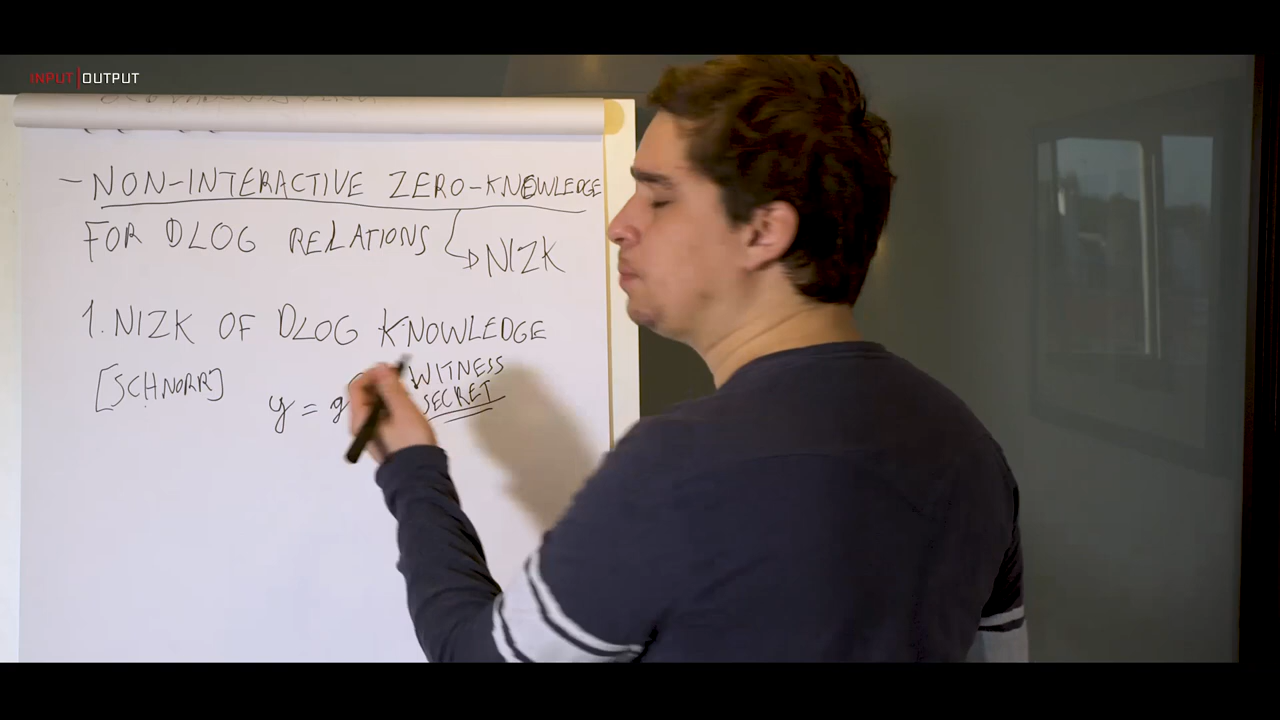 INPUT|OUTPUT
- NON-INTERACTIVE ZERO-KNOWLEDGE
FOR DLOG RELATIONS
↳ NIZK
1. NIZK OF DLOG KNOWLEDGE
[SCHNORR]
WITNESS
SECRET
y = g